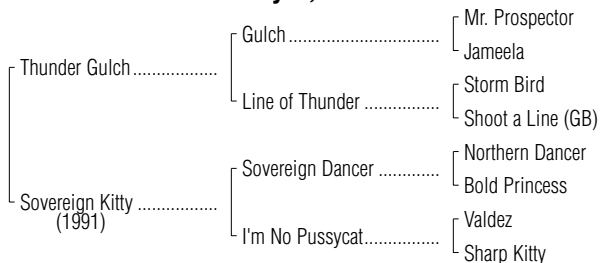 Mr. Prospector
Gulch
Jameela
Thunder Gulch
Storm Bird
Line of Thunder
Shoot a Line (GB)
Northern Dancer
Sovereign Dancer
Bold Princess
Sovereign Kitty
(1991)
Valdez
I'm No Pussycat
Sharp Kitty